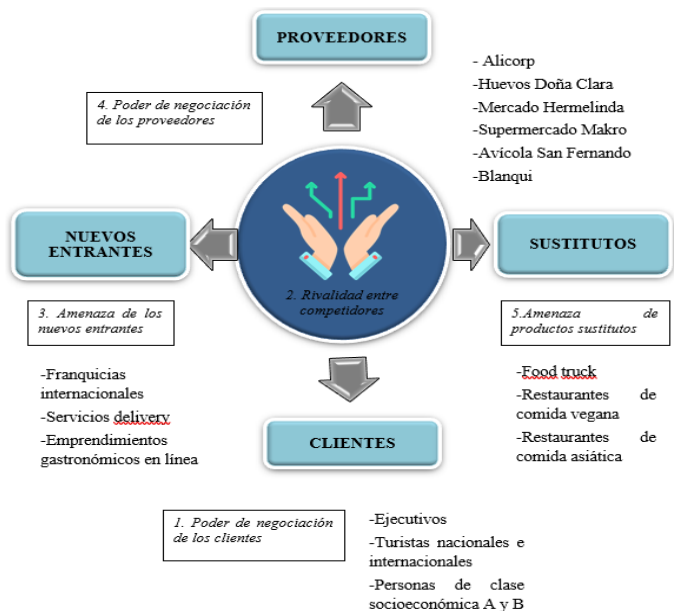 PROVEEDORES
- Alicorp
-Huevos Doña Clara
-Mercado Hermelinda
-Supermercado Makro
-Avícola San Fernando
-Blanqui
4. Poder de negociación
de los proveedores
NUEVOS
ENTRANTES
2. Rivalidad entre
competidores
SUSTITUTOS
3. Amenaza de los
nuevos entrantes
5.Amenaza de
productos sustitutos
-Franquicias
internacionales
-Servicios delivery
-Emprendimientos
gastronómicos en línea
-Food truck
-Restaurantes de
comida vegana
-Restaurantes de
comida asiática
CLIENTES
1. Poder de negociación
de los clientes
-Ejecutivos
-Turistas nacionales e
internacionales
-Personas de clase
socioeconómica A y B